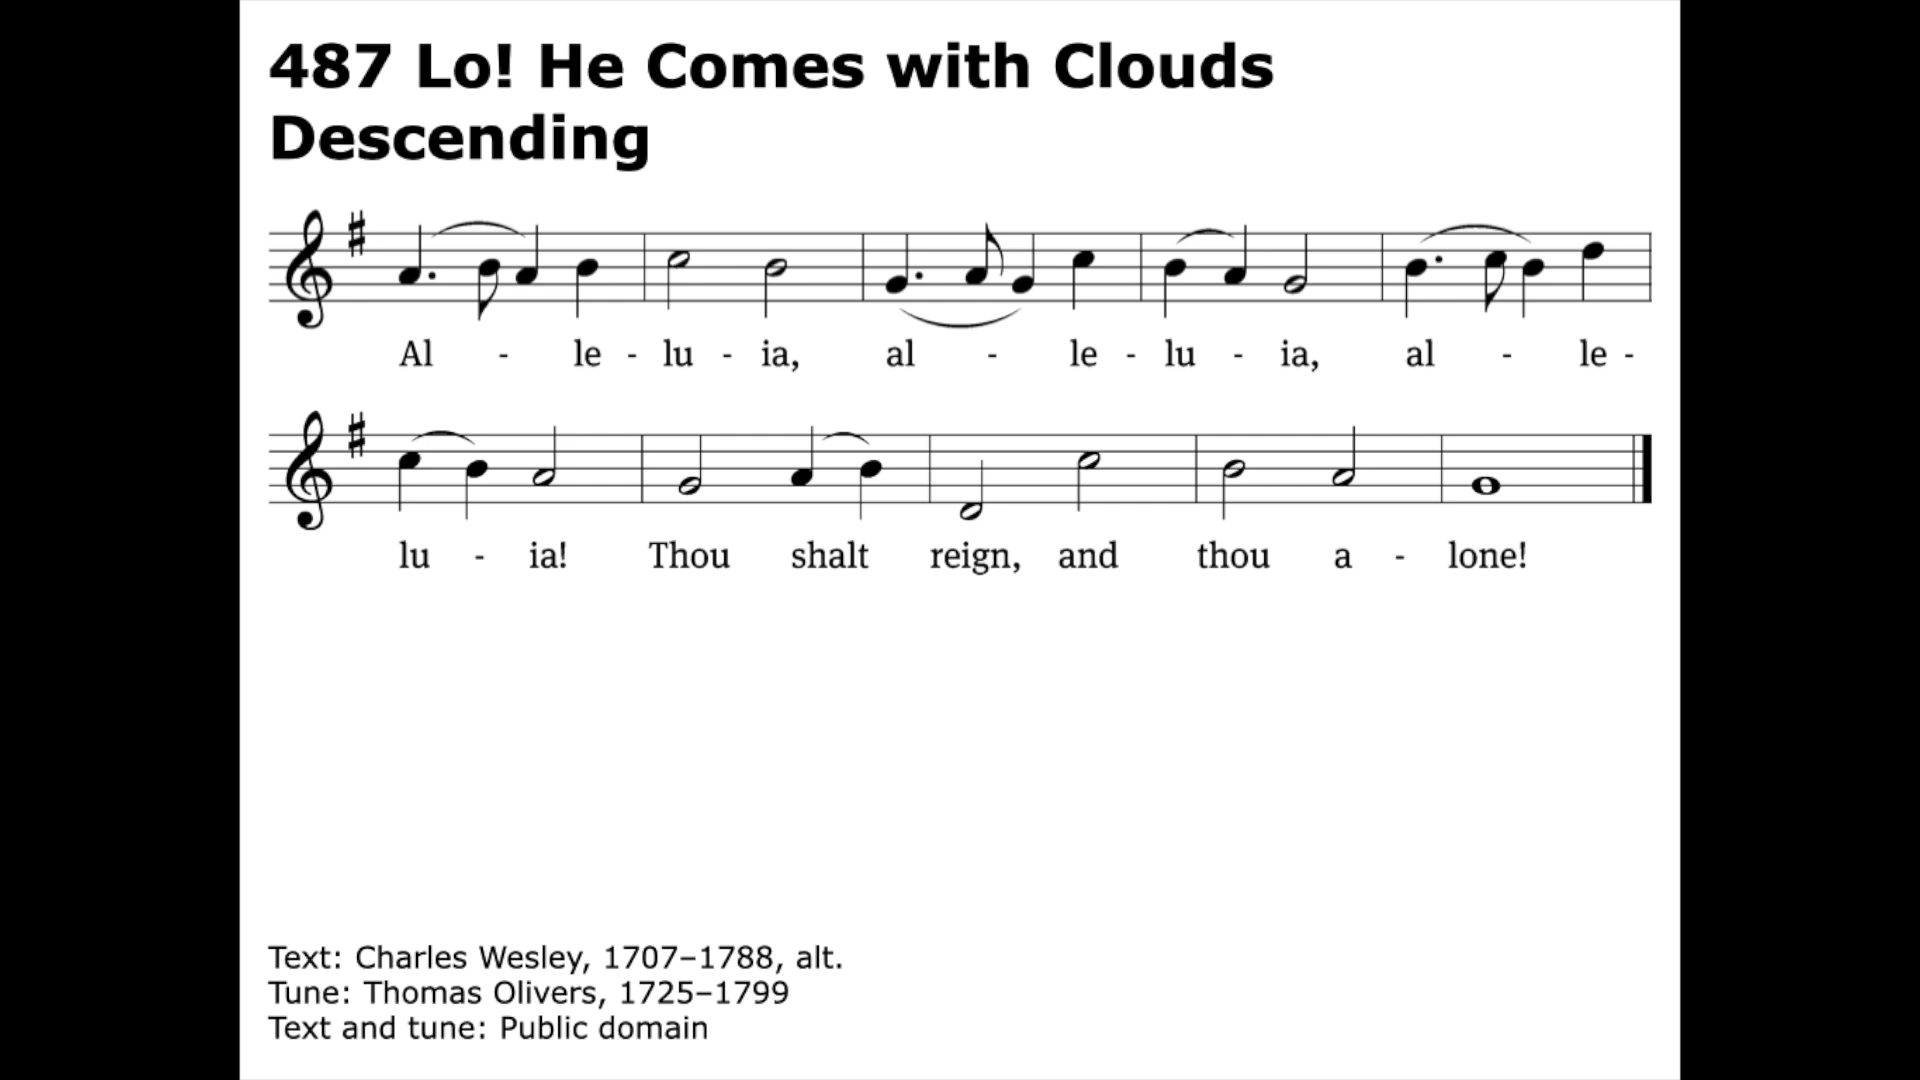 487 Lo! He Comes with Clouds
Descending
Al - le - lu - ia, al - le - lu - ia, al - le -
lu - ia! Thou shalt reign, and thou a - lone!
Text: Charles Wesley, 1707–1788, alt.
Tune: Thomas Olivers, 1725–1799
Text and tune: Public domain